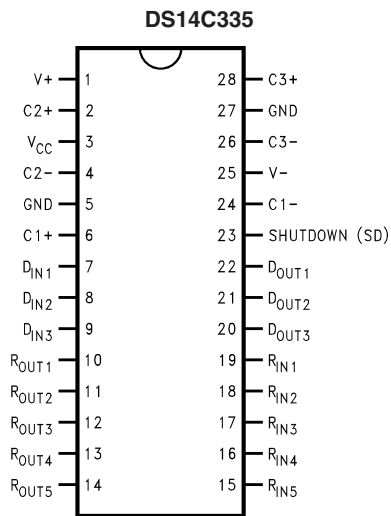 DS14C335
V+ 1 28 C3+
C2+ 2 27 GND
VCC 3 26 C3-
C2- 4 25 V-
GND 5 24 C1-
C1+ 6 23 SHUTDOWN (SD)
DIN1 7 22 DOUT1
DIN2 8 21 DOUT2
DIN3 9 20 DOUT3
ROUT1 10 19 RIN1
ROUT2 11 18 RIN2
ROUT3 12 17 RIN3
ROUT4 13 16 RIN4
ROUT5 14 15 RIN5